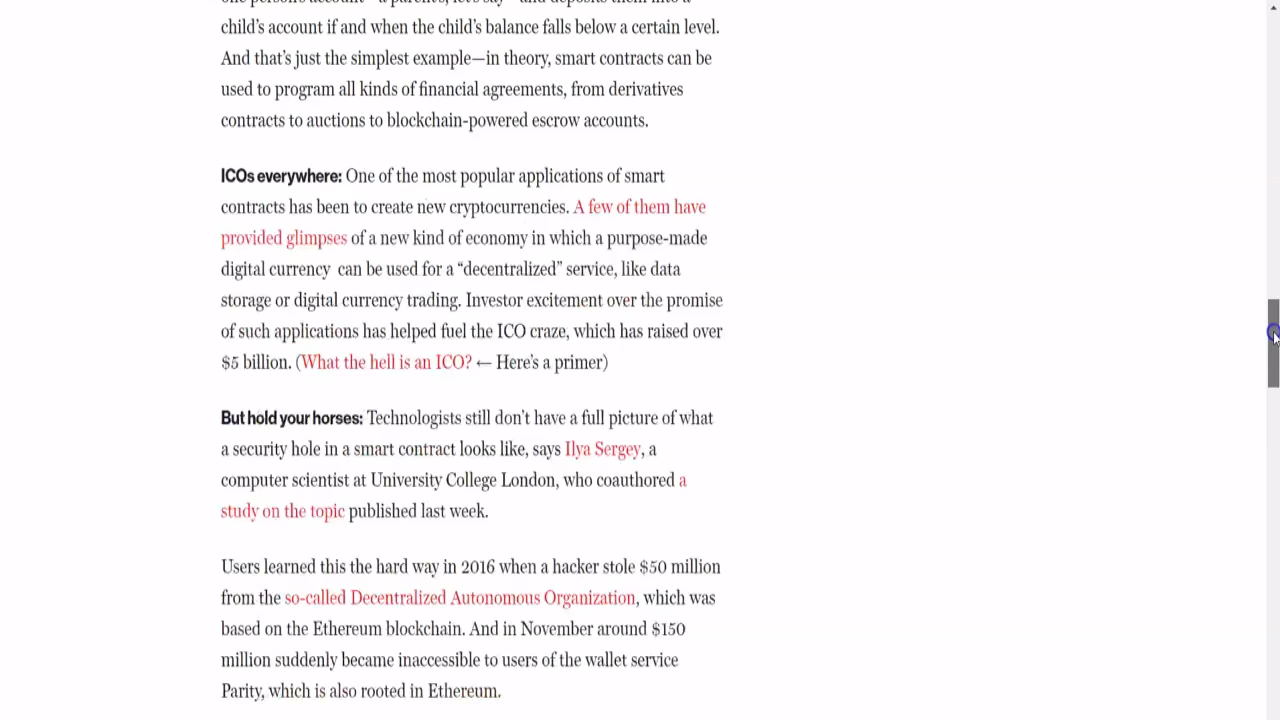 child’s account if and when the child’s balance falls below a certain level.
And that’s just the simplest example—in theory, smart contracts can be
used to program all kinds of financial agreements, from derivatives
contracts to auctions to blockchain-powered escrow accounts.
ICOs everywhere: One of the most popular applications of smart
contracts has been to create new cryptocurrencies. A few of them have
provided glimpses of a new kind of economy in which a purpose-made
digital currency  can be used for a “decentralized” service, like data
storage or digital currency trading. Investor excitement over the promise
of such applications has helped fuel the ICO craze, which has raised over
$5 billion. (What the hell is an ICO? ← Here’s a primer)
But hold your horses: Technologists still don’t have a full picture of what
a security hole in a smart contract looks like, says Ilya Sergey, a
computer scientist at University College London, who coauthored a
study on the topic published last week.
Users learned this the hard way in 2016 when a hacker stole $50 million
from the so-called Decentralized Autonomous Organization, which was
based on the Ethereum blockchain. And in November around $150
million suddenly became inaccessible to users of the wallet service
Parity, which is also rooted in Ethereum.